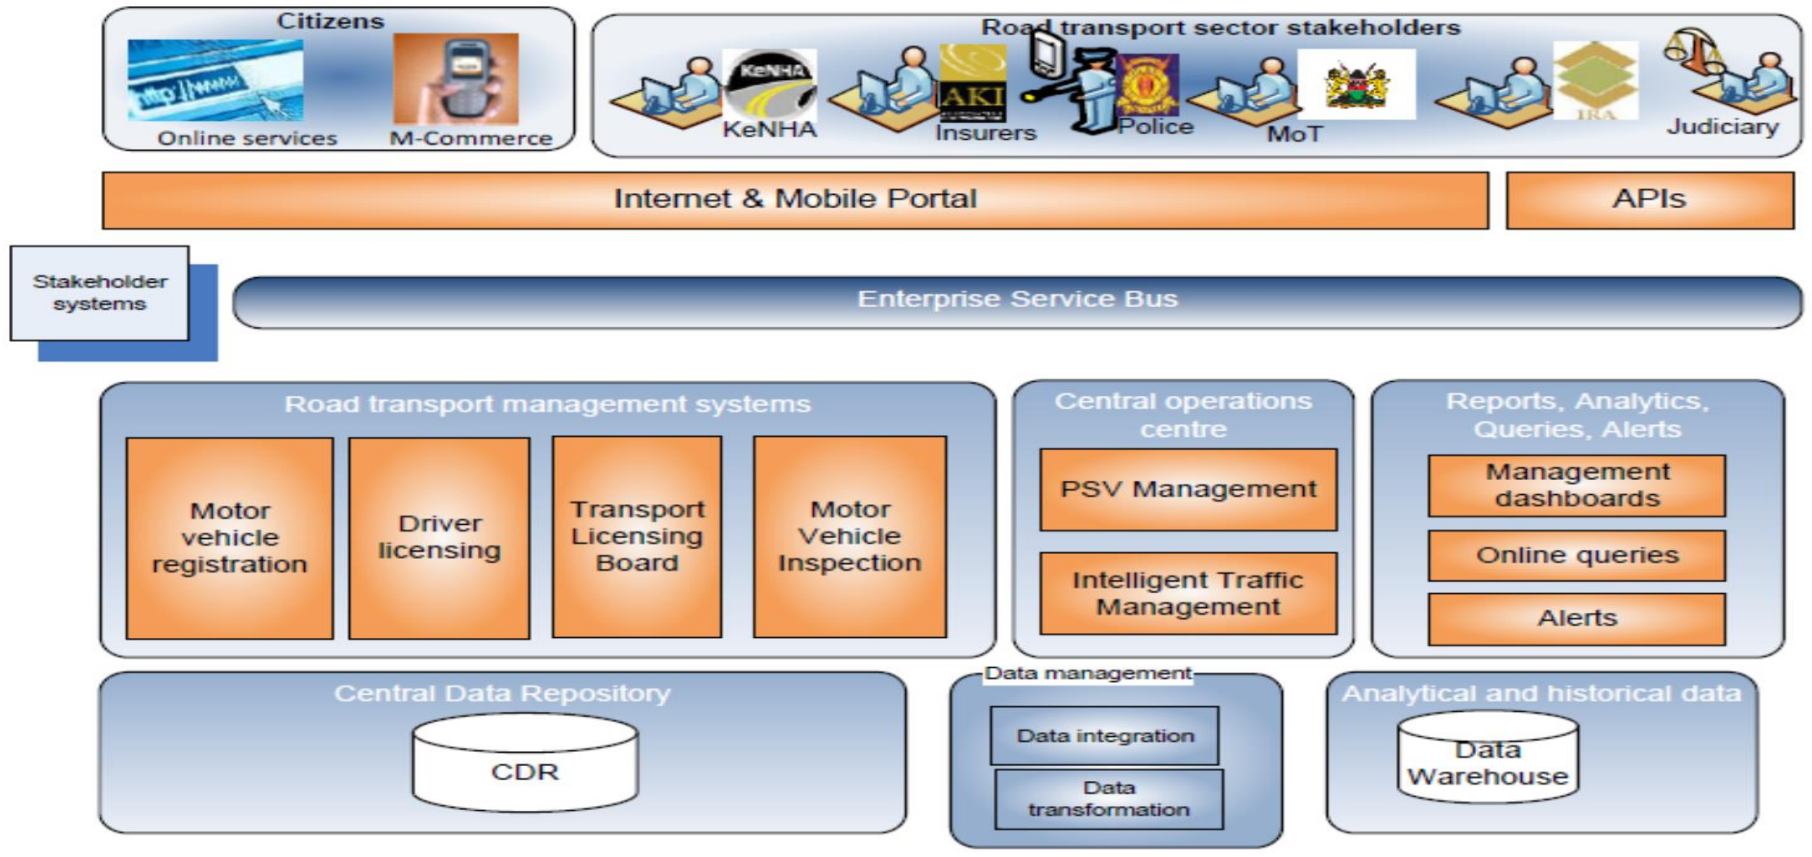 Citizens
Online services
M-Commerce
Road transport sector stakeholders
KeNHA
KeNHA
AKI
Insurers
Police
MoT
IRA
Judiciary
Internet & Mobile Portal
APIs
Stakeholder
systems
Enterprise Service Bus
Road transport management systems
Motor
vehicle
registration
Driver
licensing
Transport
Licensing
Board
Motor
Vehicle
Inspection
Central operations
centre
PSV Management
Intelligent Traffic
Management
Reports, Analytics,
Queries, Alerts
Management
dashboards
Online queries
Alerts
Central Data Repository
CDR
Data management
Data integration
Data
transformation
Analytical and historical data
Data
Warehouse